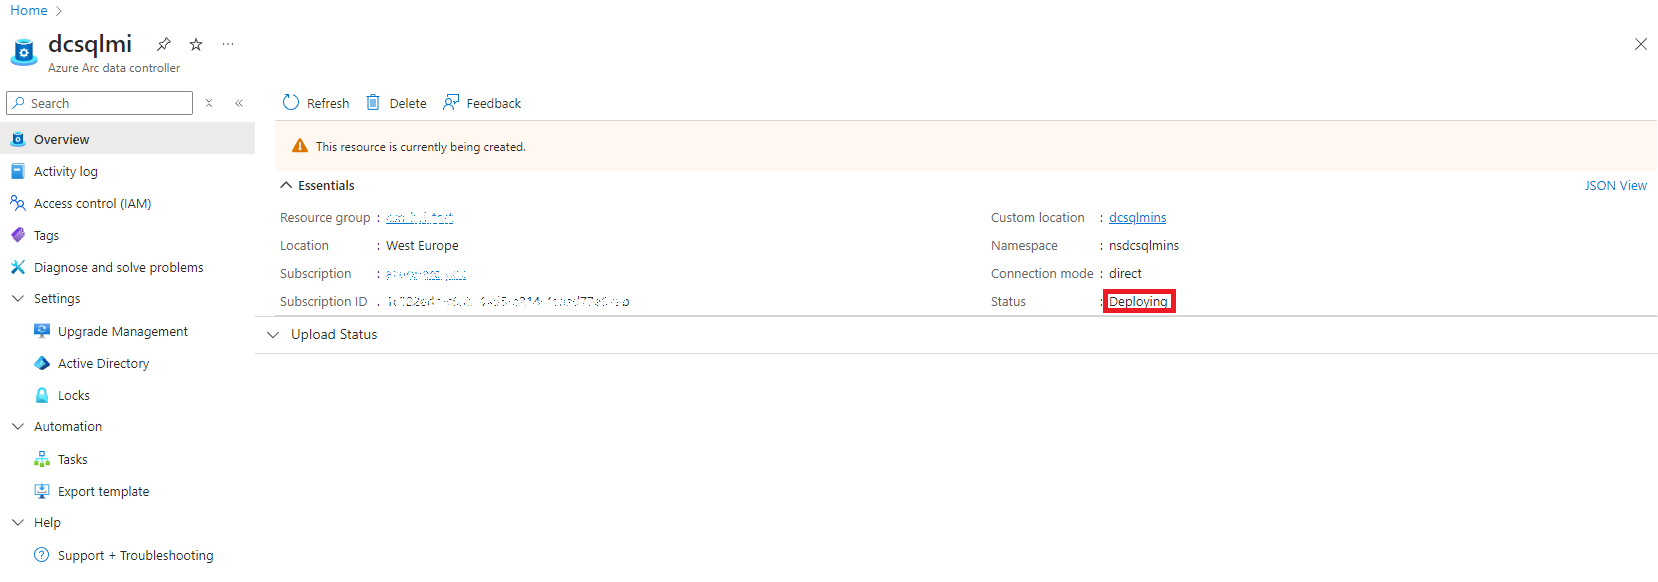 Home
dcsqlmi
Azure Arc data controller
Search
Refresh Delete Feedback
Overview
Activity log
Access control (IAM)
Tags
Diagnose and solve problems
Settings
Upgrade Management
Active Directory
Locks
Automation
Tasks
Export template
Help
Support + Troubleshooting
This resource is currently being created.
Essentials
JSON View
Resource group :
Location : West Europe
Subscription :
Subscription ID :
Custom location : dcsqlmins
Namespace : nsdcsqlmins
Connection mode : direct
Status : Deploying
Upload Status